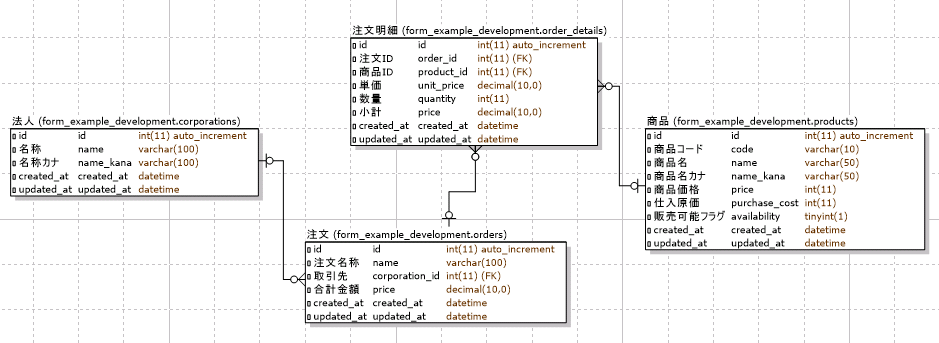 注文明細 (form_example_development.order_details)
id id int(11) auto_increment
注文ID order_id int(11) (FK)
商品ID product_id int(11) (FK)
単価 unit_price decimal(10,0)
数量 quantity int(11)
小計 price decimal(10,0)
created_at created_at datetime
updated_at updated_at datetime
法人 (form_example_development.corporations)
id id int(11) auto_increment
名称 name varchar(100)
名称カナ name_kana varchar(100)
created_at created_at datetime
updated_at updated_at datetime
商品 (form_example_development.products)
id id int(11) auto_increment
商品コード code varchar(10)
商品名 name varchar(50)
商品名カナ name_kana varchar(50)
商品価格 price int(11)
仕入原価 purchase_cost int(11)
販売可能フラグ availability tinyint(1)
created_at created_at datetime
updated_at updated_at datetime
注文 (form_example_development.orders)
id id int(11) auto_increment
注文名称 name varchar(100)
取引先 corporation_id int(11) (FK)
合計金額 price decimal(10,0)
created_at created_at datetime
updated_at updated_at datetime